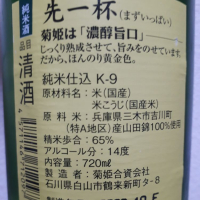 純米酒
品目
清酒
先一杯(まずいっぱい)
菊姫は「濃醇旨口」
じっくり熟成させて、旨みをのせています。
だから、ほんのり黄金色。
純米仕込 K-9
原材料名:米(国産)
米こうじ(国産米)
原料米:兵庫県三木市吉川町
(特A地区)産山田錦100%使用
精米歩合:65%
アルコール分:14度
内容量:720㎖
製造者:菊姫合資会社
石川県白山市鶴来新町タ-8